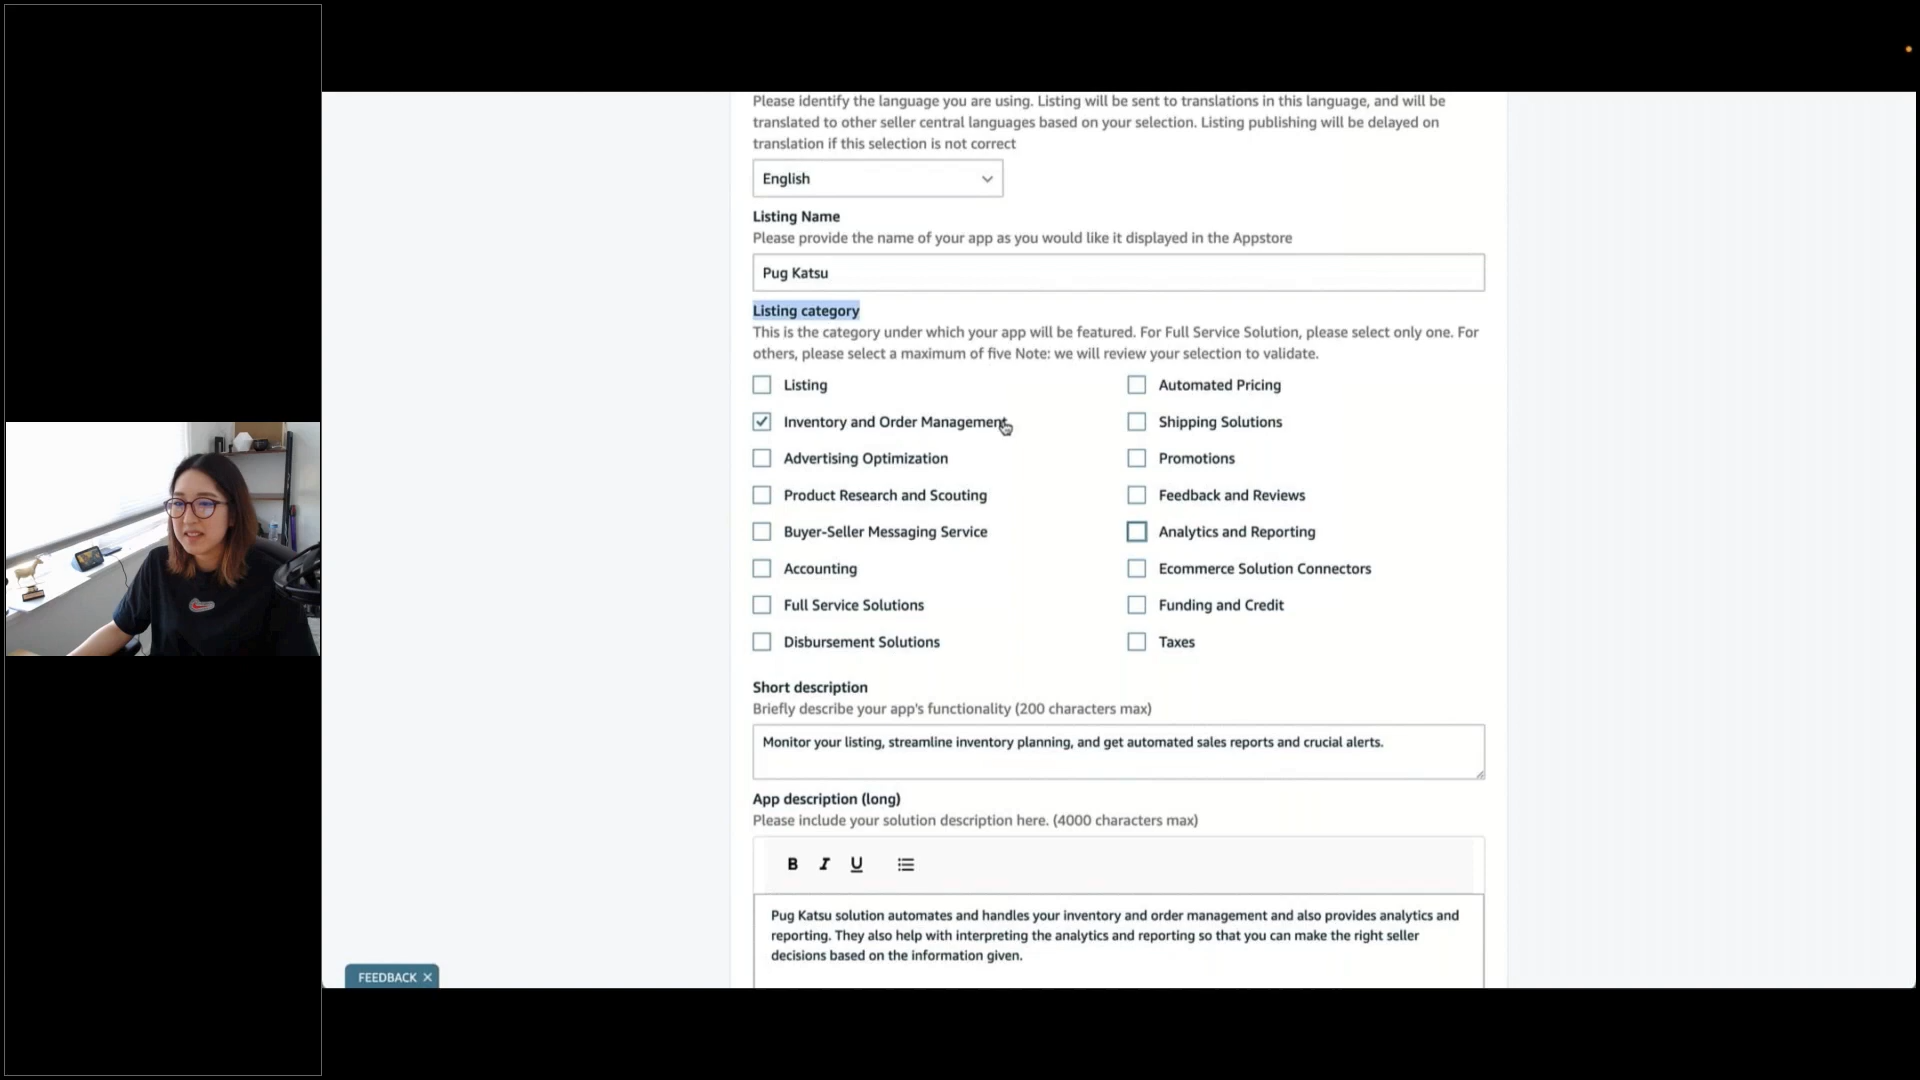 Please identify the language you are using. Listing will be sent to translations in this language, and will
be translated to other seller central languages based on your selection. Listing publishing will be delayed on
translation if this selection is not correct
English
Listing Name
Please provide the name of your app as you would like it displayed in the Appstore
Pug Katsu
Listing category
This is the category under which your app will be featured. For Full Service Solution, please select only one. For
others, please select a maximum of five Note: we will review your selection to validate.
Listing
Automated Pricing
Inventory and Order Management
Shipping Solutions
Advertising Optimization
Promotions
Product Research and Scouting
Feedback and Reviews
Buyer-Seller Messaging Service
Analytics and Reporting
Accounting
Ecommerce Solution Connectors
Full Service Solutions
Funding and Credit
Disbursement Solutions
Taxes
Short description
Briefly describe your app's functionality (200 characters max)
Monitor your listing, streamline inventory planning, and get automated sales reports and crucial alerts.
App description (long)
Please include your solution description here. (4000 characters max)
B I U
Pug Katsu solution automates and handles your inventory and order management and also provides analytics and
reporting. They also help with interpreting the analytics and reporting so that you can make the right seller
decisions based on the information given.
FEEDBACK